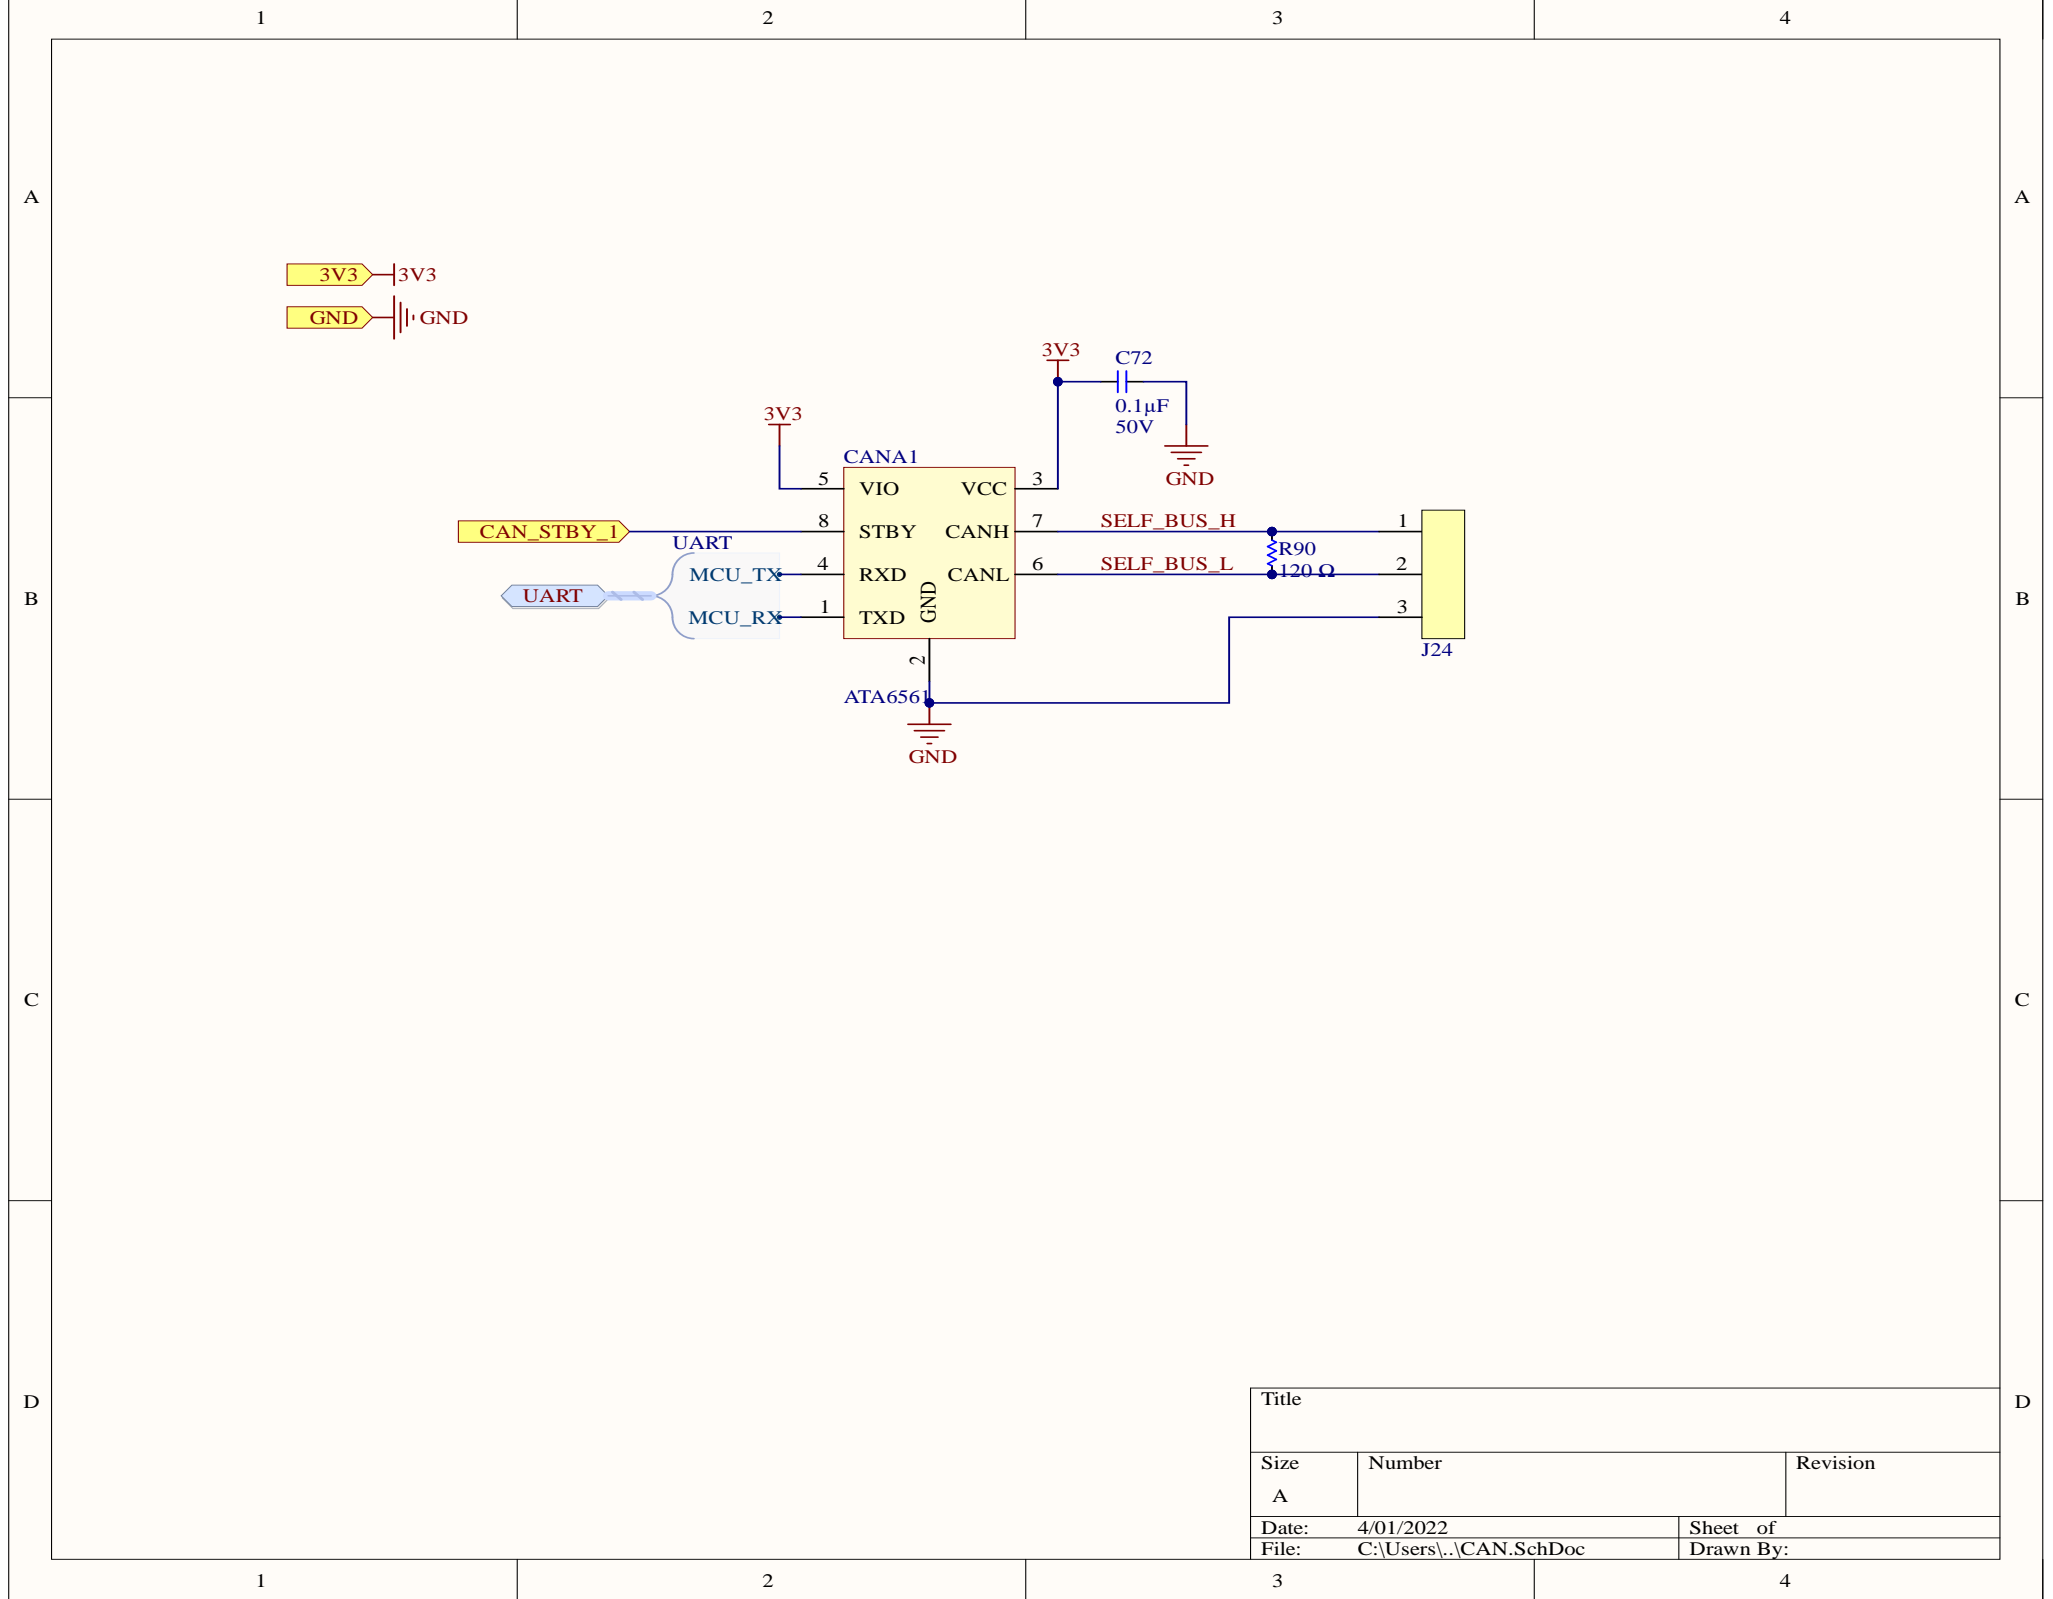 1 2 3 4
A A
3V3 3V3
GND GND
3V3 C72
0.1µF
50V
3V3
GND
CANA1
5 VIO VCC 3
CAN_STBY_1 8 STBY CANH 7 SELF_BUS_H 1
UART
MCU_TX 4 RXD CANL 6 SELF_BUS_L 2
R90
120 Ω
UART
MCU_RX 1 TXD GND 3
2
J24
ATA6561
GND
B B
C C
D D
Title
Size Number Revision
A
Date: 4/01/2022 Sheet of
File: C:\Users\..\CAN.SchDoc Drawn By:
1 2 3 4